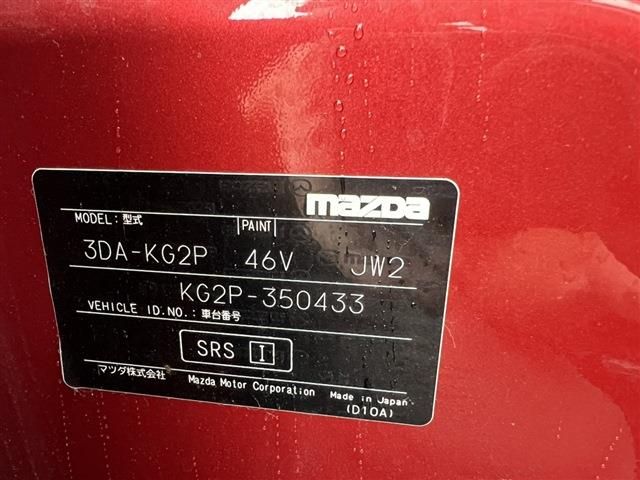 mazda
MODEL: 型式 PAINT
3DA-KG2P 46V JW2
KG2P-350433
VEHICLE ID.NO.: 車台番号
SRS I
マツダ株式会社 Mazda Motor Corporation Made in Japan
(D10A)